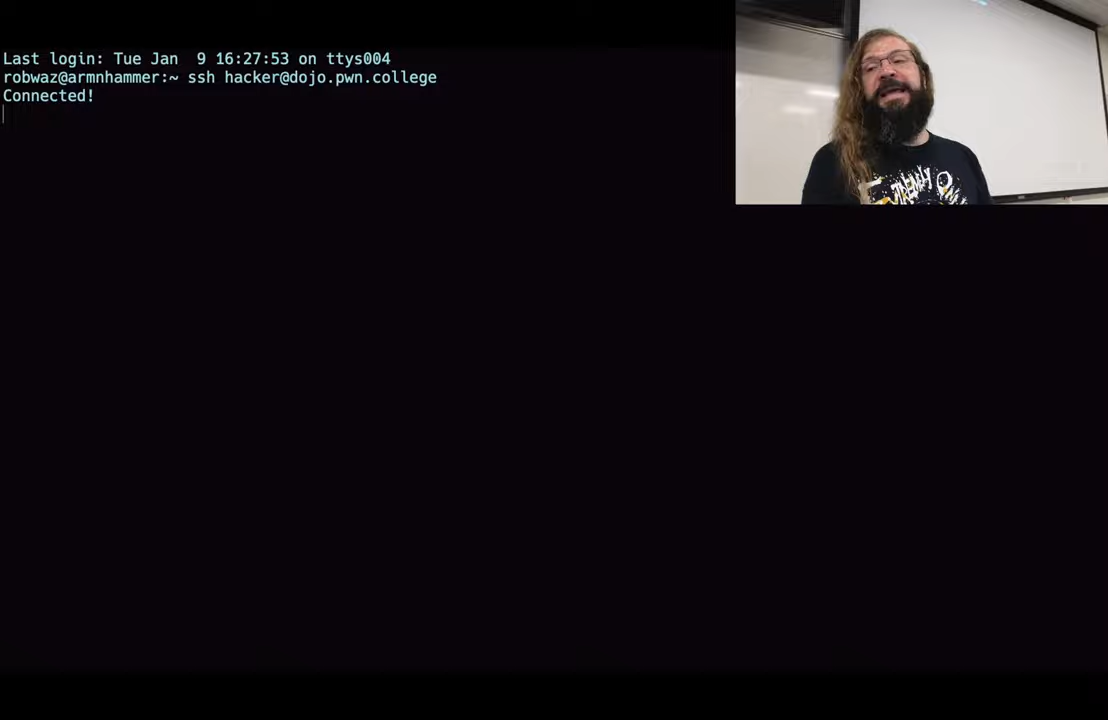 Last login: Tue Jan  9 16:27:53 on ttys004
robwaz@armnhammer:~ ssh hacker@dojo.pwn.college
Connected!